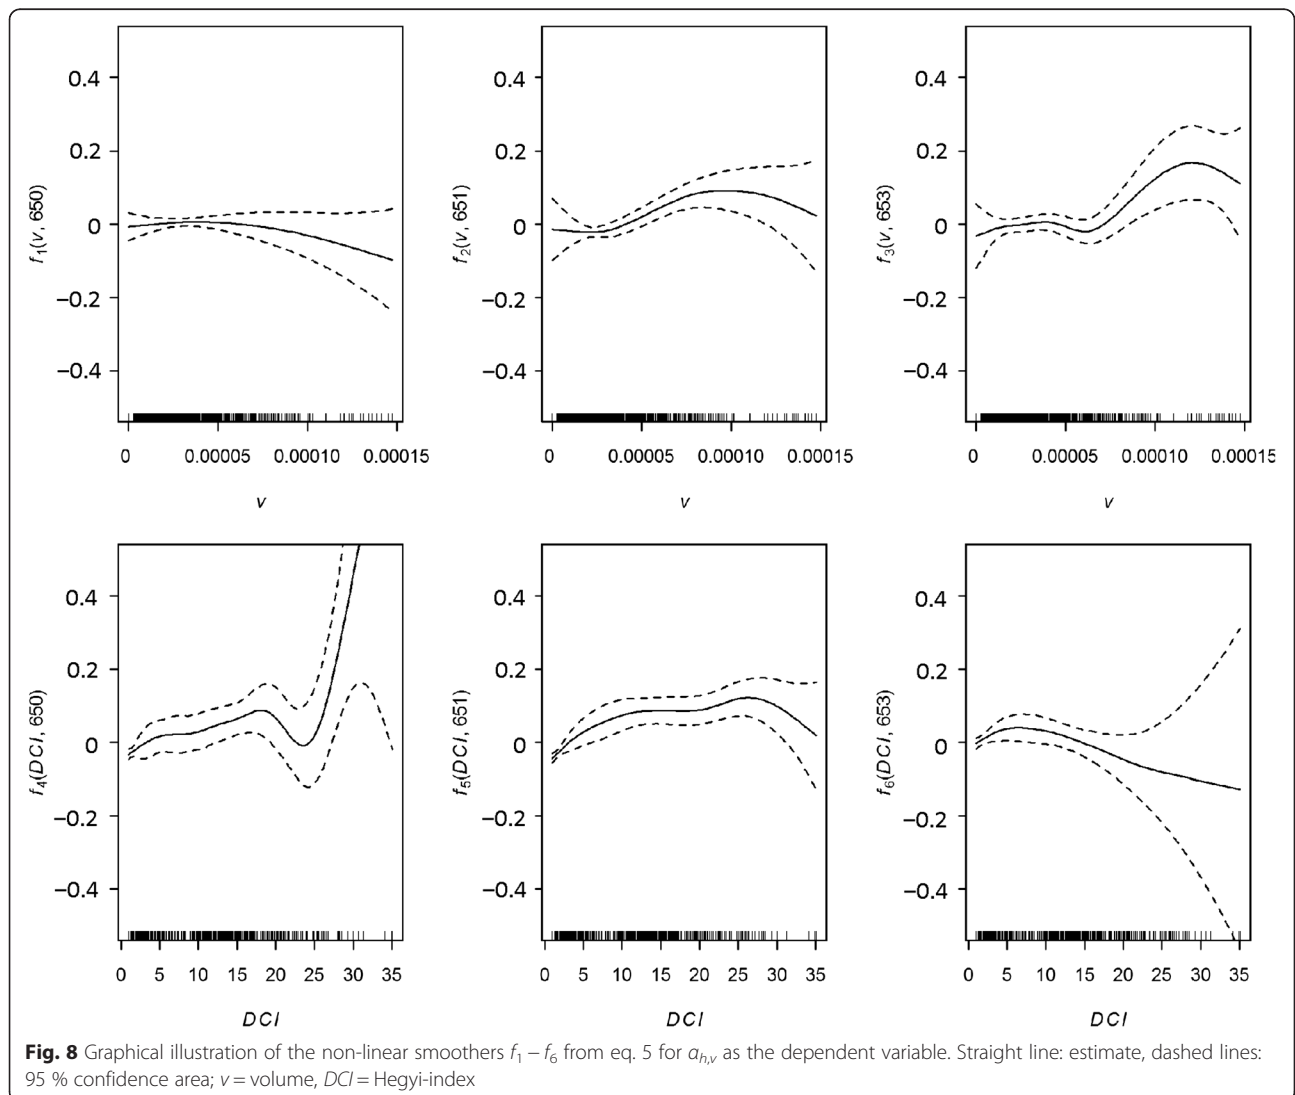 0.4
0.2
0
−0.2
−0.4
f1(v, 650)
0 0.00005 0.00010 0.00015
v
0.4
0.2
0
−0.2
−0.4
f2(v, 651)
0 0.00005 0.00010 0.00015
v
0.4
0.2
0
−0.2
−0.4
f3(v, 653)
0 0.00005 0.00010 0.00015
v
0.4
0.2
0
−0.2
−0.4
f4(DCI, 650)
0 5 10 15 20 25 30 35
DCI
0.4
0.2
0
−0.2
−0.4
f5(DCI, 651)
0 5 10 15 20 25 30 35
DCI
0.4
0.2
0
−0.2
−0.4
f6(DCI, 653)
0 5 10 15 20 25 30 35
DCI
Fig. 8 Graphical illustration of the non-linear smoothers f1 – f6 from eq. 5 for ah,v as the dependent variable. Straight line: estimate, dashed lines:
95 % confidence area; v = volume, DCI = Hegyi-index